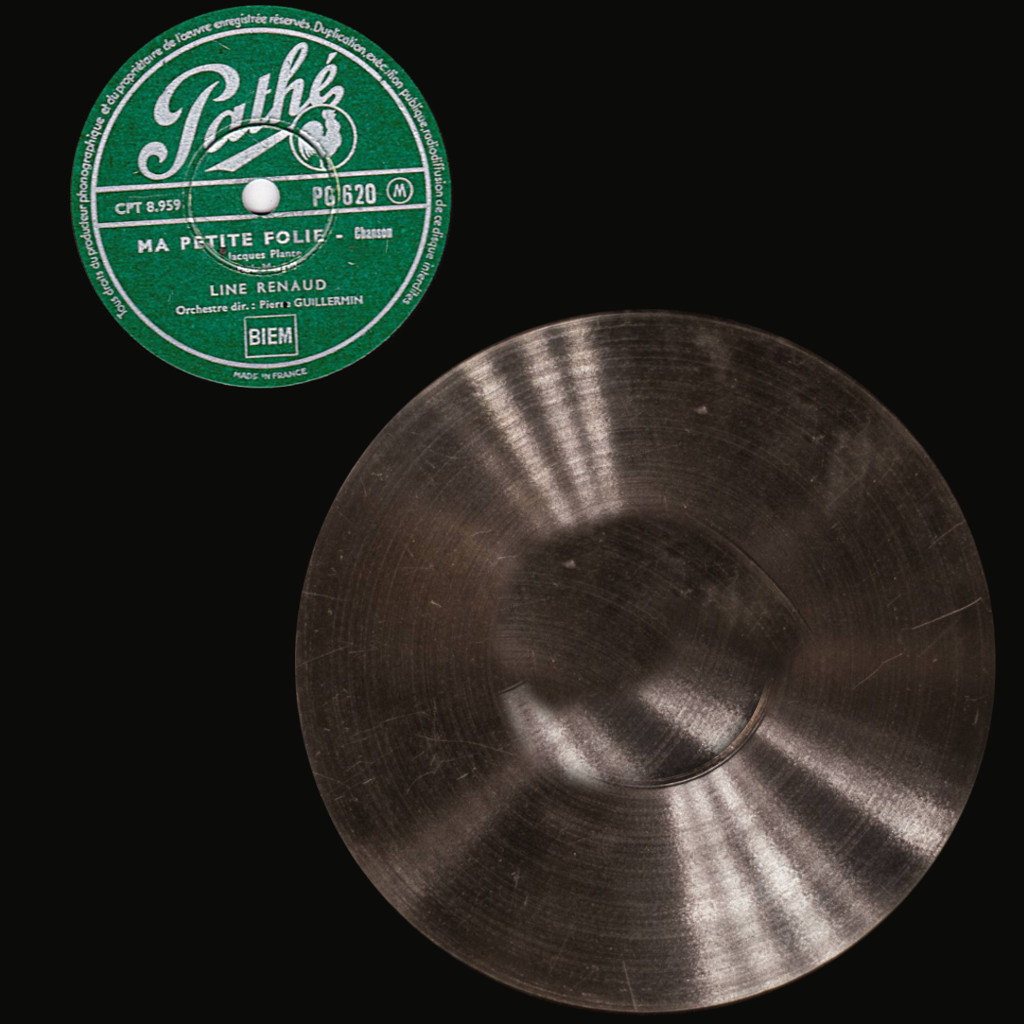 Tous droits du producteur phonographique et du propriétaire de l'œuvre enregistrée réservés. Duplication, exécution publique, radiodiffusion de ce disque interdites
Pathé
CPT 8.959 PG 620 M
MA PETITE FOLIE - Chanson
Jacques Plante
LINE RENAUD
Orchestre dir. : Pierre GUILLERMIN
BIEM
MADE IN FRANCE